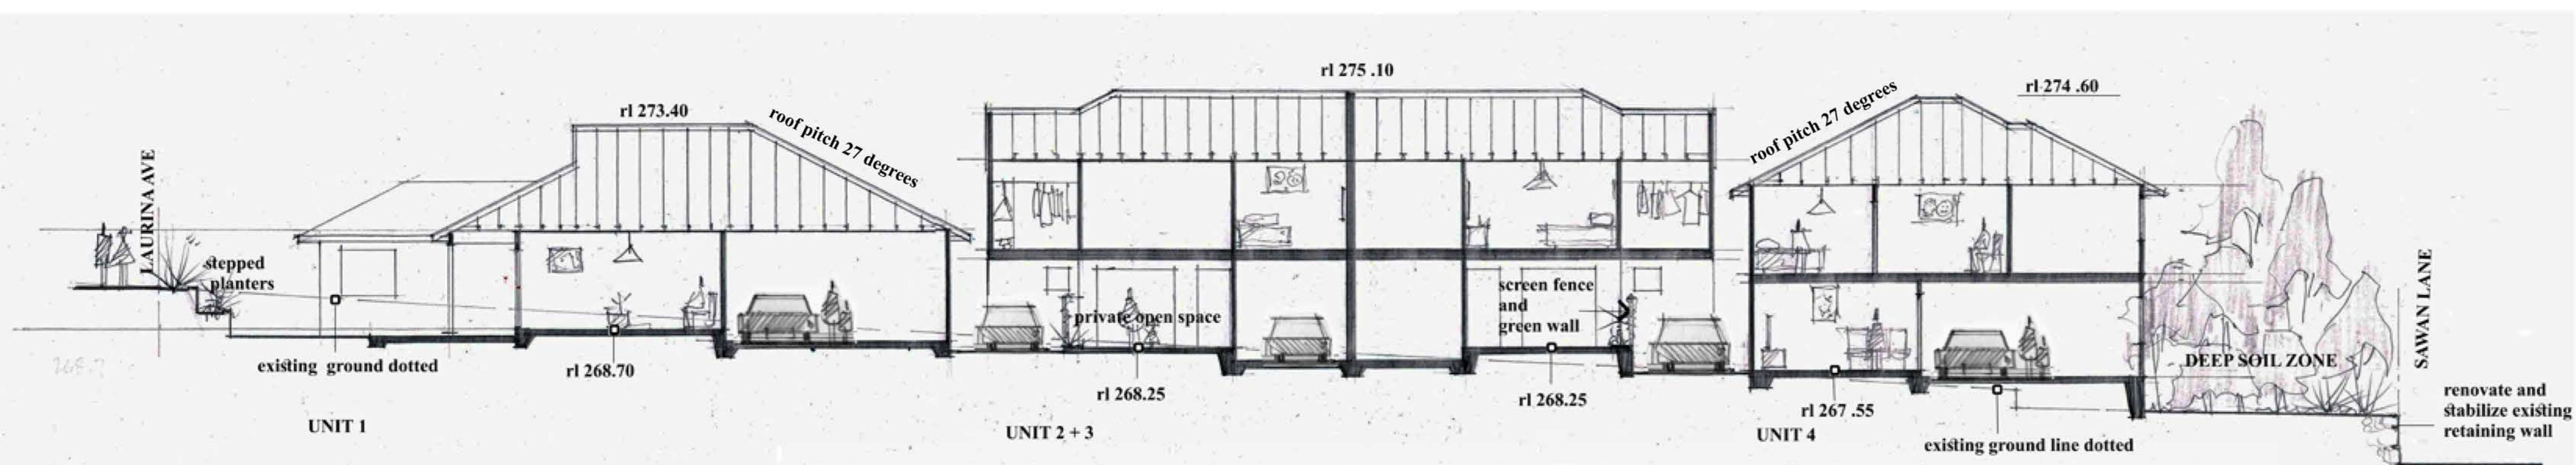 LAURINA AVE
stepped
planters
existing ground dotted
UNIT 1
rl 273.40
roof pitch 27 degrees
rl 268.70
rl 275 .10
private open space
rl 268.25
UNIT 2 + 3
screen fence
and
green wall
rl 268.25
roof pitch 27 degrees
rl 274 .60
rl 267 .55
UNIT 4
existing ground line dotted
DEEP SOIL ZONE
SAWAN LANE
renovate and
stabilize existing
retaining wall